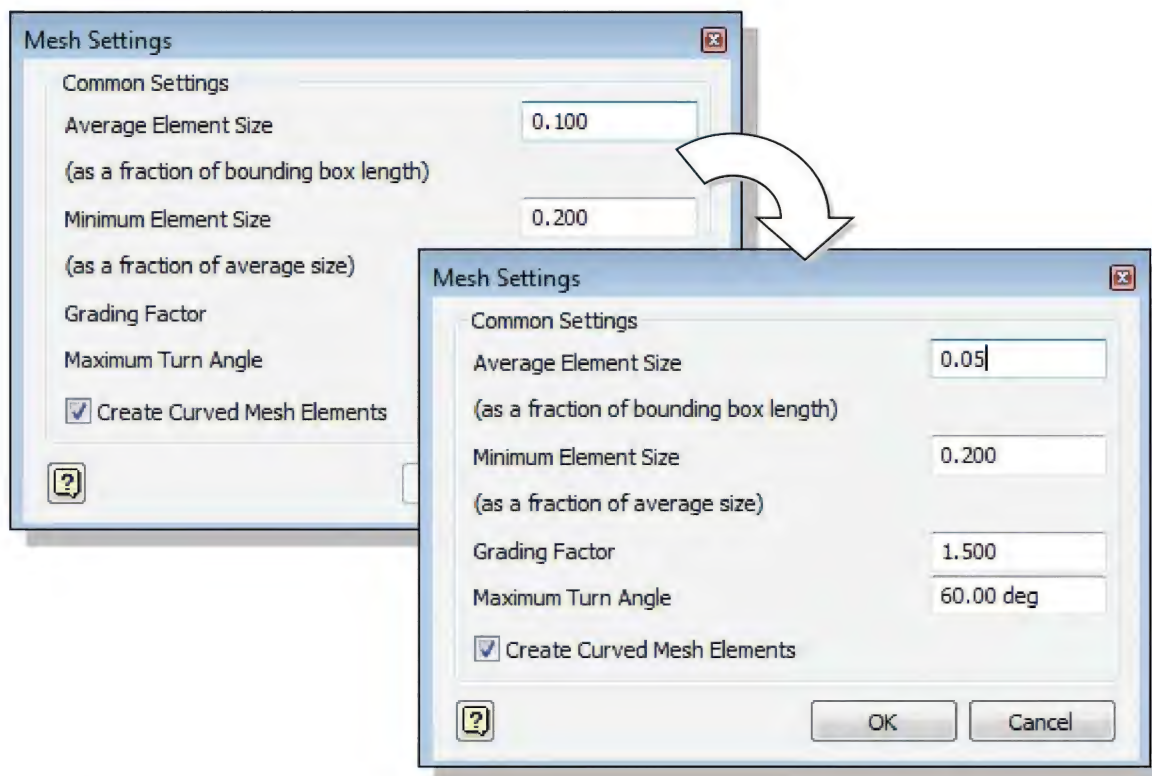 Mesh Settings
Common Settings
Average Element Size 0.100
(as a fraction of bounding box length)
Minimum Element Size 0.200
(as a fraction of average size)
Grading Factor
Maximum Turn Angle
Create Curved Mesh Elements
Mesh Settings
Common Settings
Average Element Size 0.05
(as a fraction of bounding box length)
Minimum Element Size 0.200
(as a fraction of average size)
Grading Factor 1.500
Maximum Turn Angle 60.00 deg
Create Curved Mesh Elements
OK Cancel